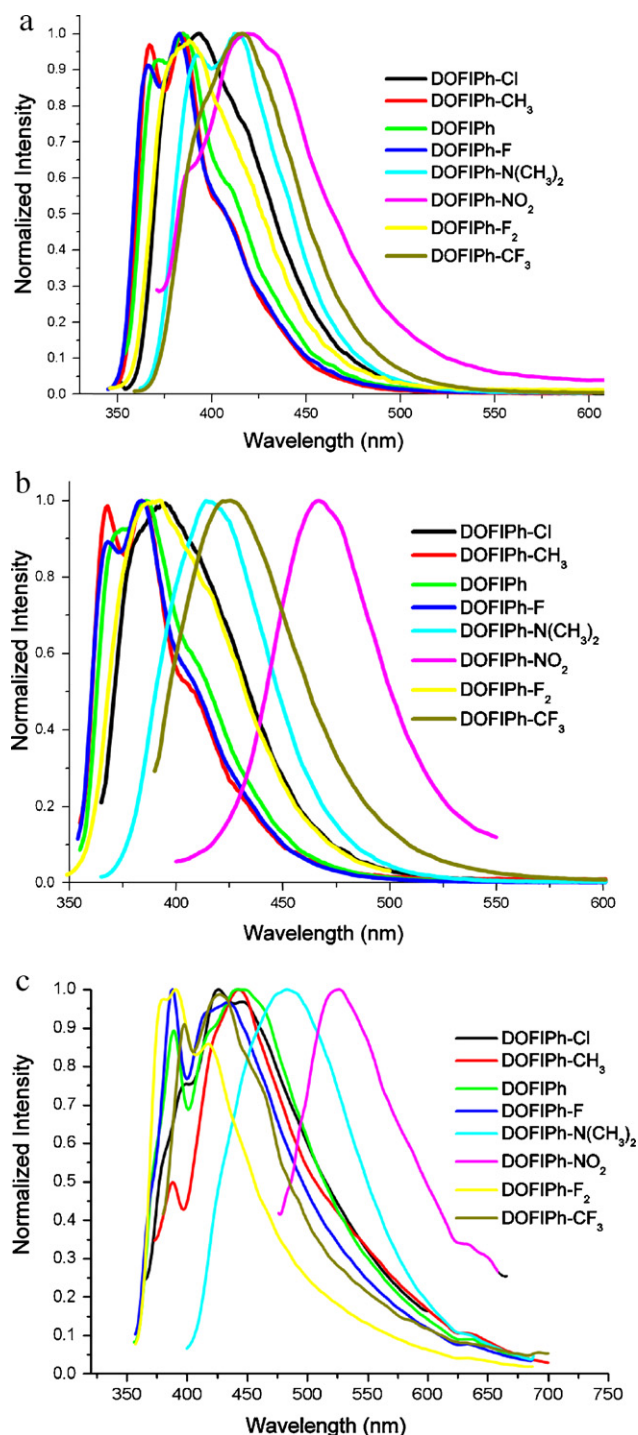 a
Normalized Intensity
1.0
0.9
0.8
0.7
0.6
0.5
0.4
0.3
0.2
0.1
0.0
DOFIPh-Cl
DOFIPh-CH₃
DOFIPh
DOFIPh-F
DOFIPh-N(CH₃)₂
DOFIPh-NO₂
DOFIPh-F₂
DOFIPh-CF₃
350 400 450 500 550 600
Wavelength (nm)
b
Normalized Intensity
1.0
0.8
0.6
0.4
0.2
0.0
DOFIPh-Cl
DOFIPh-CH₃
DOFIPh
DOFIPh-F
DOFIPh-N(CH₃)₂
DOFIPh-NO₂
DOFIPh-F₂
DOFIPh-CF₃
350 400 450 500 550 600
Wavelength (nm)
c
Normalized Intensity
1.0
0.9
0.8
0.7
0.6
0.5
0.4
0.3
0.2
0.1
0.0
DOFIPh-Cl
DOFIPh-CH₃
DOFIPh
DOFIPh-F
DOFIPh-N(CH₃)₂
DOFIPh-NO₂
DOFIPh-F₂
DOFIPh-CF₃
350 400 450 500 550 600 650 700 750
Wavelength (nm)